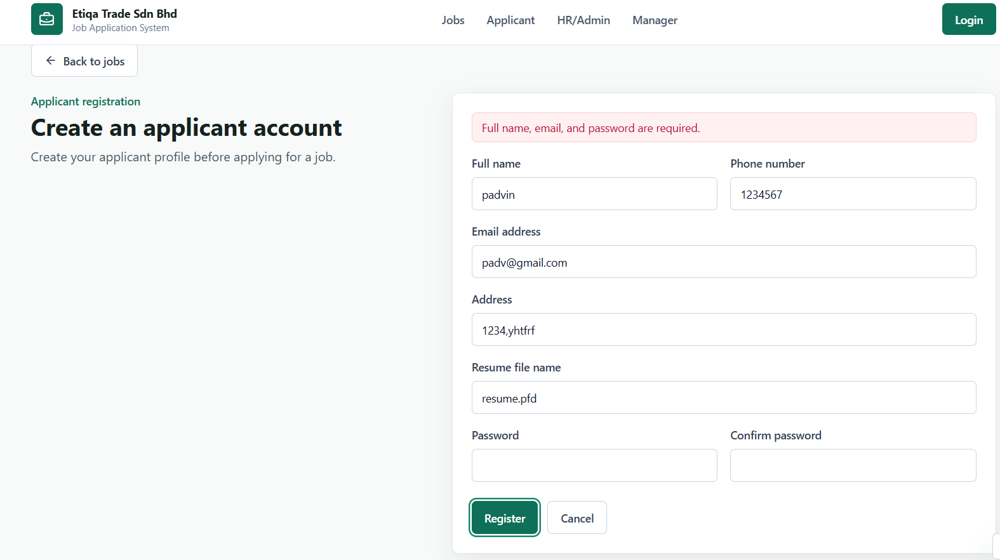 Etiqa Trade Sdn Bhd
Job Application System
Jobs Applicant HR/Admin Manager
Login
Back to jobs
Applicant registration
Create an applicant account
Create your applicant profile before applying for a job.
Full name, email, and password are required.
Full name Phone number
padvin 1234567
Email address
padv@gmail.com
Address
1234,yhtfrf
Resume file name
resume.pfd
Password Confirm password
Register Cancel